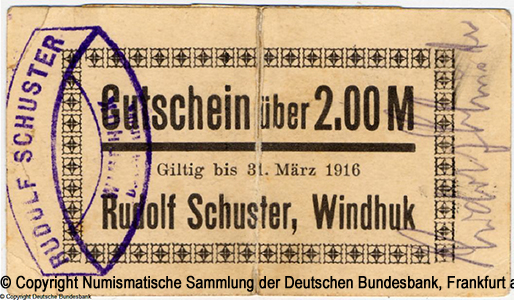 RUDOLF SCHUSTER
Gutschein über 2.00 M
Giltig bis 31. März 1916
Rudolf Schuster, Windhuk
© Copyright Numismatische Sammlung der Deutschen Bundesbank, Frankfurt a
© Copyright Deutsche Bundesbank